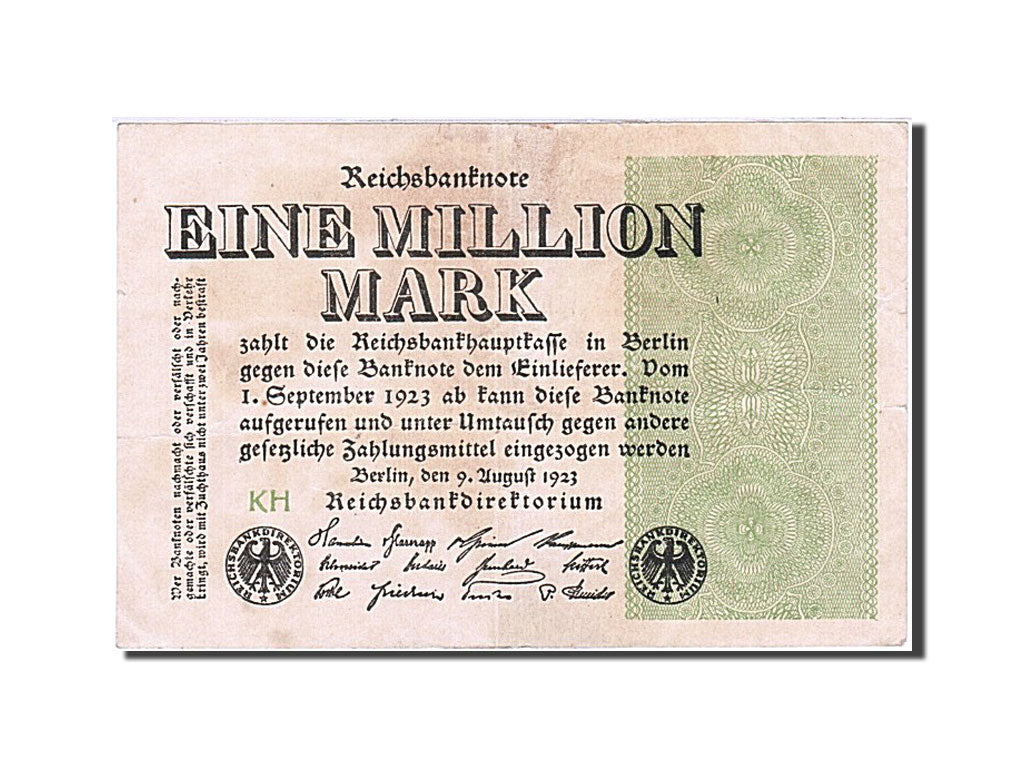 Reichsbanknote
EINE MILLION
MARK
zahlt die Reichsbankhauptkasse in Berlin
gegen diese Banknote dem Einlieferer. Vom
1. September 1923 ab kann diese Banknote
aufgerufen und unter Umtausch gegen andere
gesetzliche Zahlungsmittel eingezogen werden
Berlin, den 9. August 1923
KH Reichsbankdirektorium
REICHSBANKDIREKTORIUM
REICHSBANKDIREKTORIUM
Wer Banknoten nachmacht oder verfälscht oder nach-
gemachte oder verfälschte sich verschafft und in Verkehr
bringt, wird mit Zuchthaus nicht unter zwei Jahren bestraft